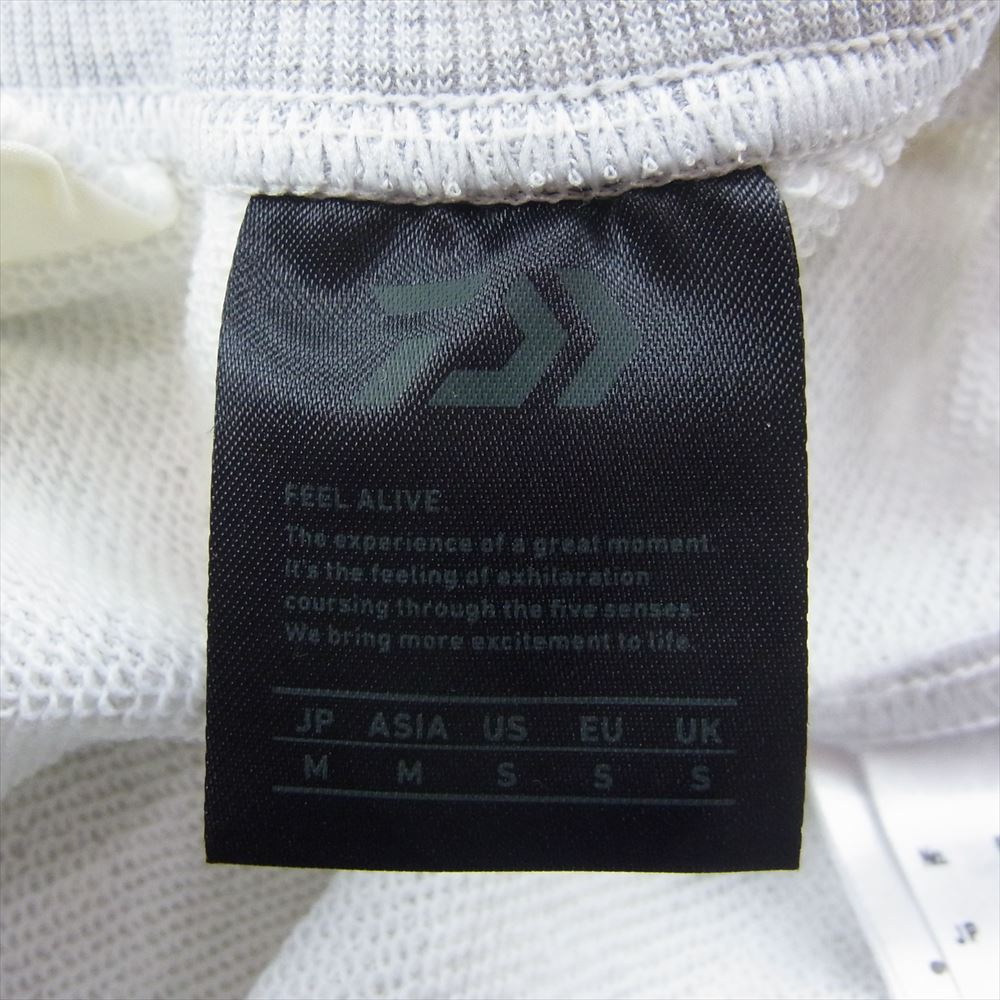 FEEL ALIVE.
The experience of a great moment.
It's the feeling of exhilaration
coursing through the five senses.
We bring more excitement to life.
JP ASIA US EU UK
M M S S S
JP